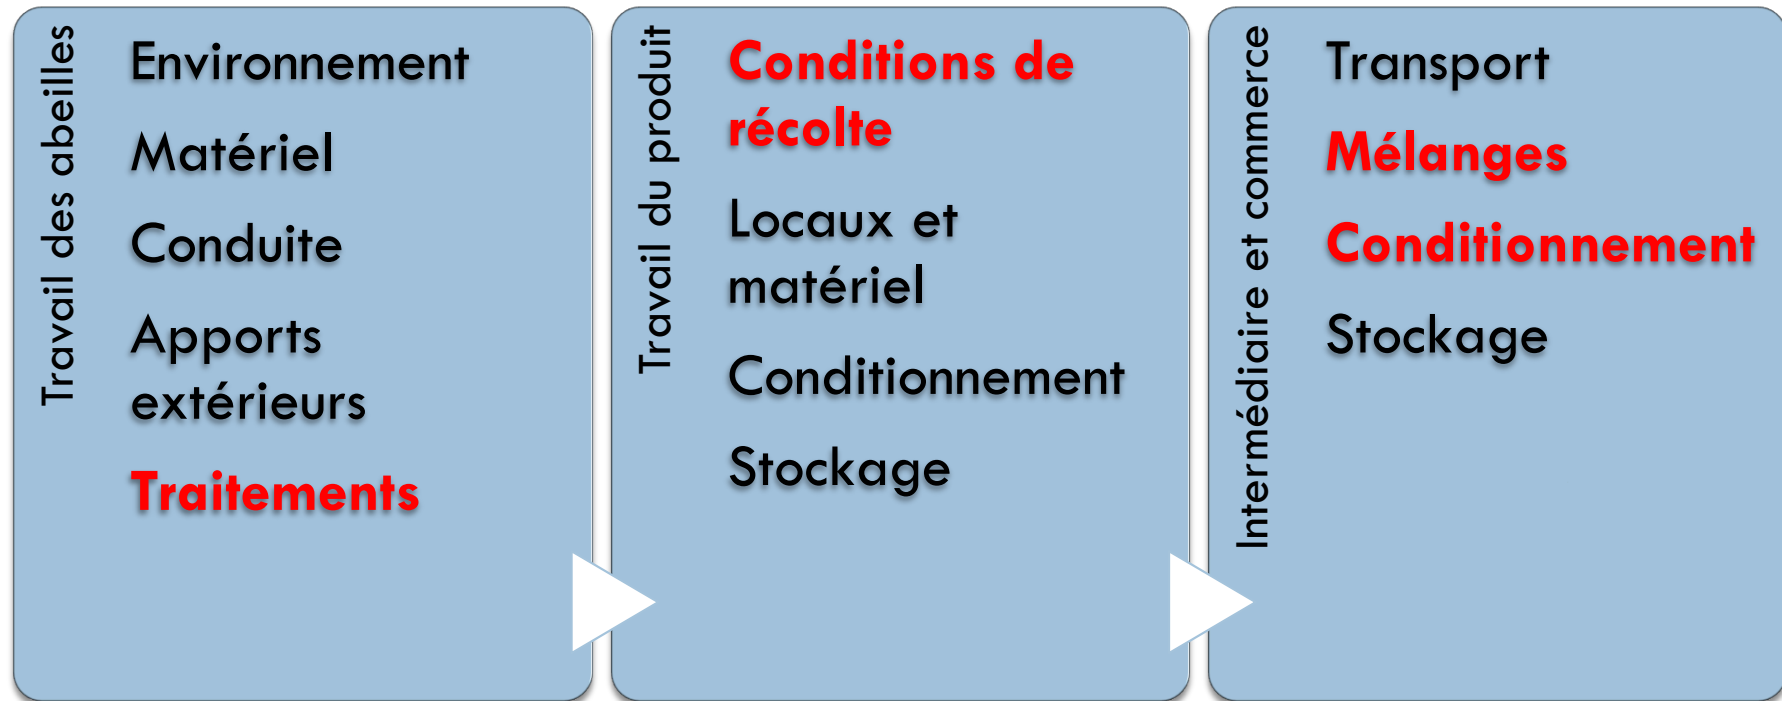 Travail des abeilles
Environnement
Matériel
Conduite
Apports
extérieurs
Traitements
Travail du produit
Conditions de
récolte
Locaux et
matériel
Conditionnement
Stockage
Intermédiaire et commerce
Transport
Mélanges
Conditionnement
Stockage